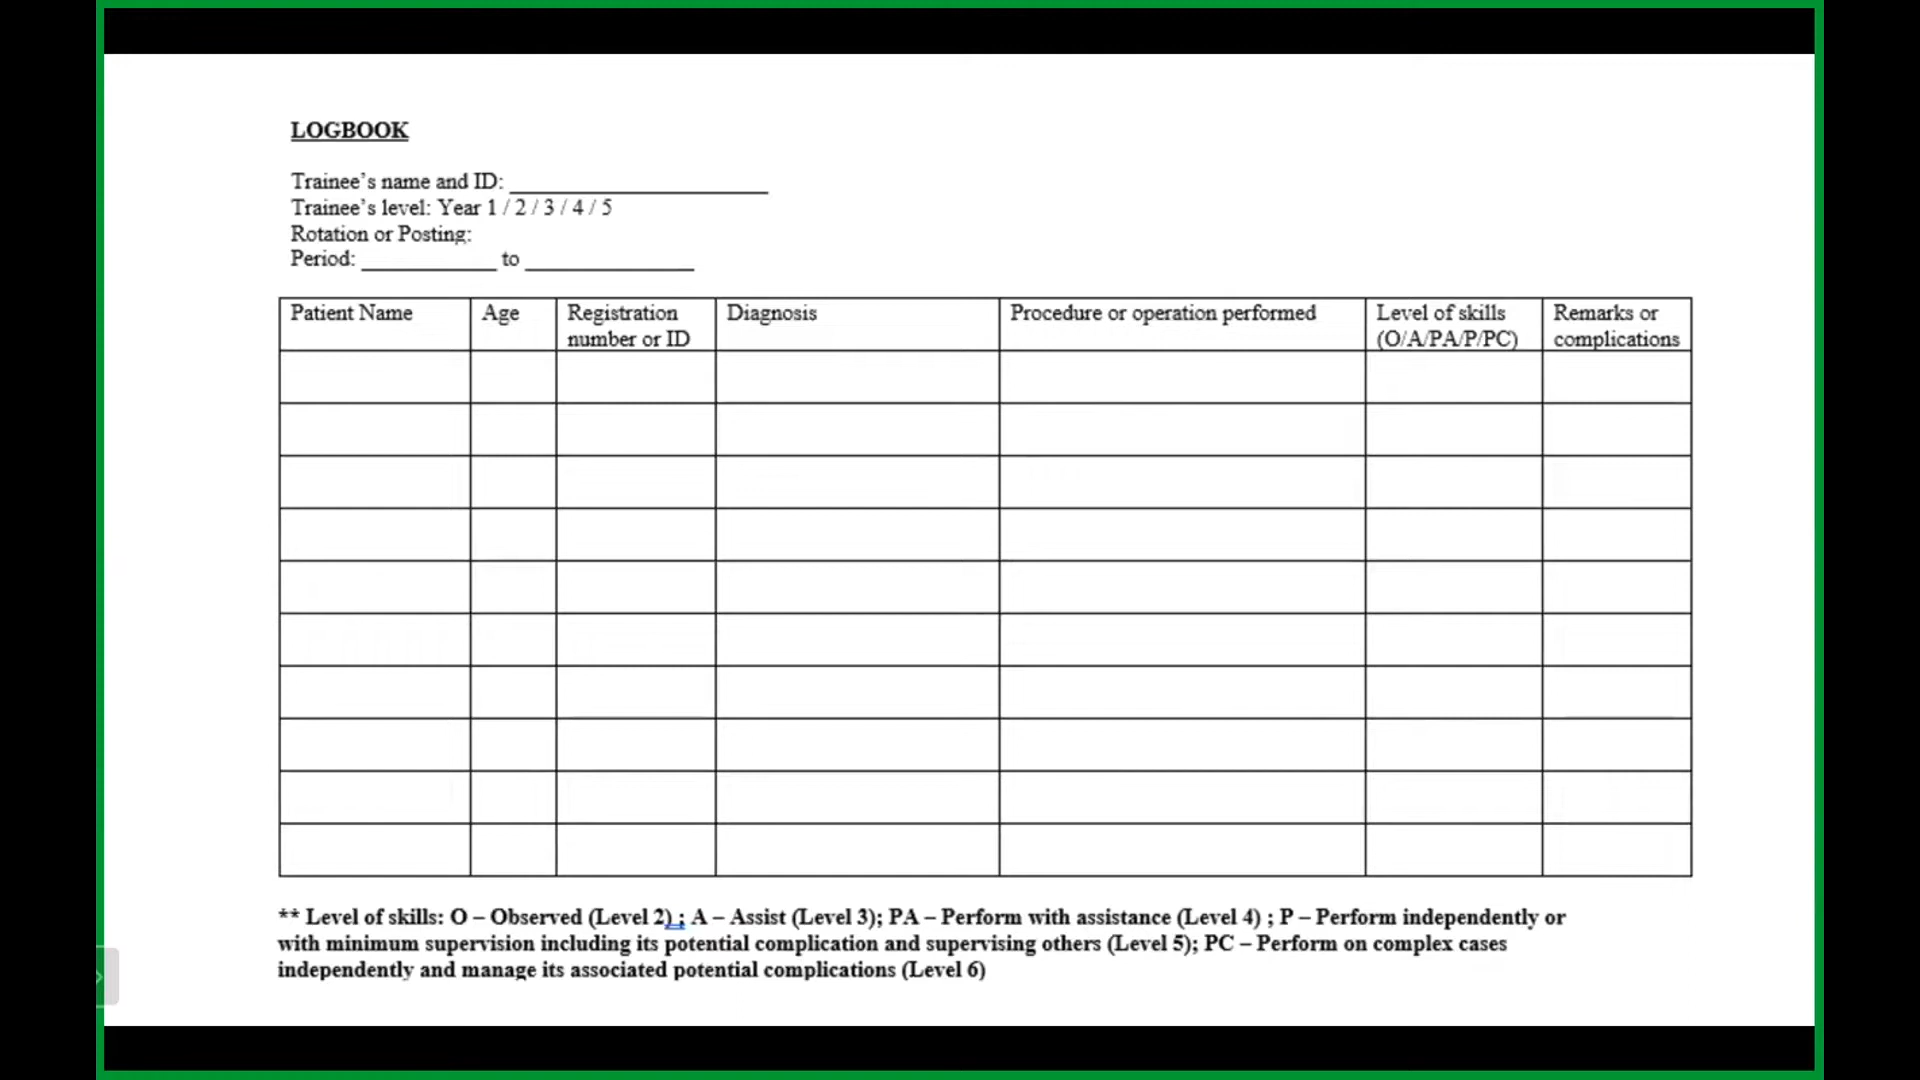 LOGBOOK
Trainee's name and ID: ______________________
Trainee's level: Year 1 / 2 / 3 / 4 / 5
Rotation or Posting:
Period: ____________ to _______________
Patient Name Age Registration number or ID Diagnosis Procedure or operation performed Level of skills (O/A/PA/P/PC) Remarks or complications
** Level of skills: O – Observed (Level 2) ; A – Assist (Level 3); PA – Perform with assistance (Level 4) ; P – Perform independently or
with minimum supervision including its potential complication and supervising others (Level 5); PC – Perform on complex cases
independently and manage its associated potential complications (Level 6)